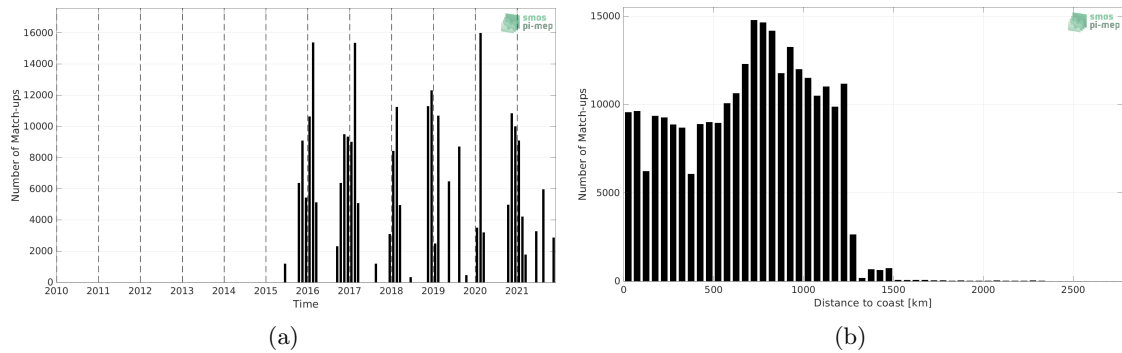 smos
pi-mep
Number of Match-ups
16000
14000
12000
10000
8000
6000
4000
2000
0
2010 2011 2012 2013 2014 2015 2016 2017 2018 2019 2020 2021
Time
(a)
smos
pi-mep
Number of Match-ups
15000
10000
5000
0
0 500 1000 1500 2000 2500
Distance to coast [km]
(b)